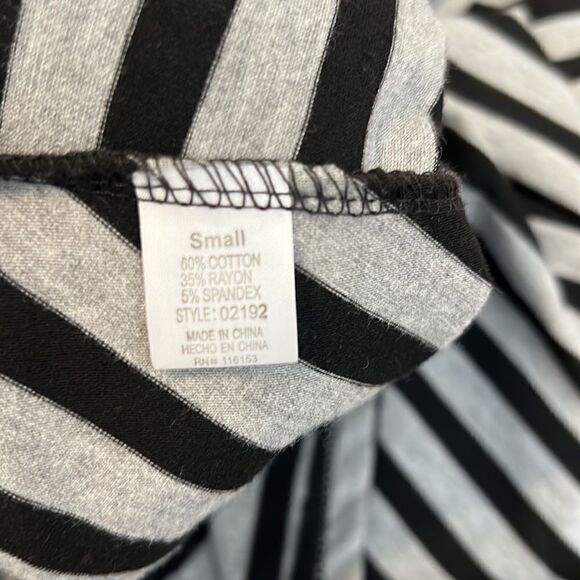 Small
60% COTTON
35% RAYON
5% SPANDEX
STYLE: 02192
MADE IN CHINA
HECHO EN CHINA
RN# 116153